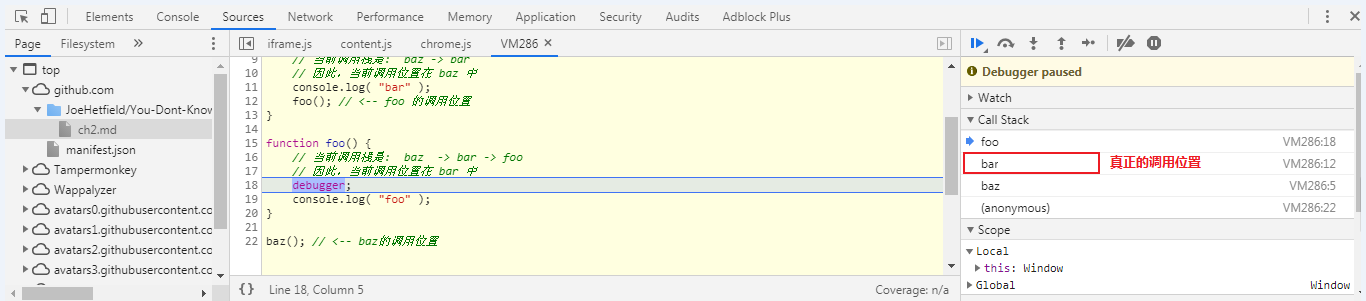 Elements Console Sources Network Performance Memory Application Security Audits Adblock Plus
Page Filesystem »
top
github.com
JoeHetfield/You-Dont-Know
ch2.md
manifest.json
Tampermonkey
Wappalyzer
avatars0.githubusercontent.co
avatars1.githubusercontent.co
avatars2.githubusercontent.co
avatars3.githubusercontent.co
iframe.js content.js chrome.js VM286 ×
9 // 当前调用栈是： baz -> bar
10 // 因此，当前调用位置在 baz 中
11 console.log( "bar" );
12 foo(); // <-- foo 的调用位置
13 }
14
15 function foo() {
16 // 当前调用栈是： baz -> bar -> foo
17 // 因此，当前调用位置在 bar 中
18 debugger;
19 console.log( "foo" );
20 }
21
22 baz(); // <-- baz的调用位置
{} Line 18, Column 5 Coverage: n/a
Debugger paused
Watch
Call Stack
foo VM286:18
bar VM286:12 真正的调用位置
baz VM286:5
(anonymous) VM286:22
Scope
Local
this: Window
Global Window